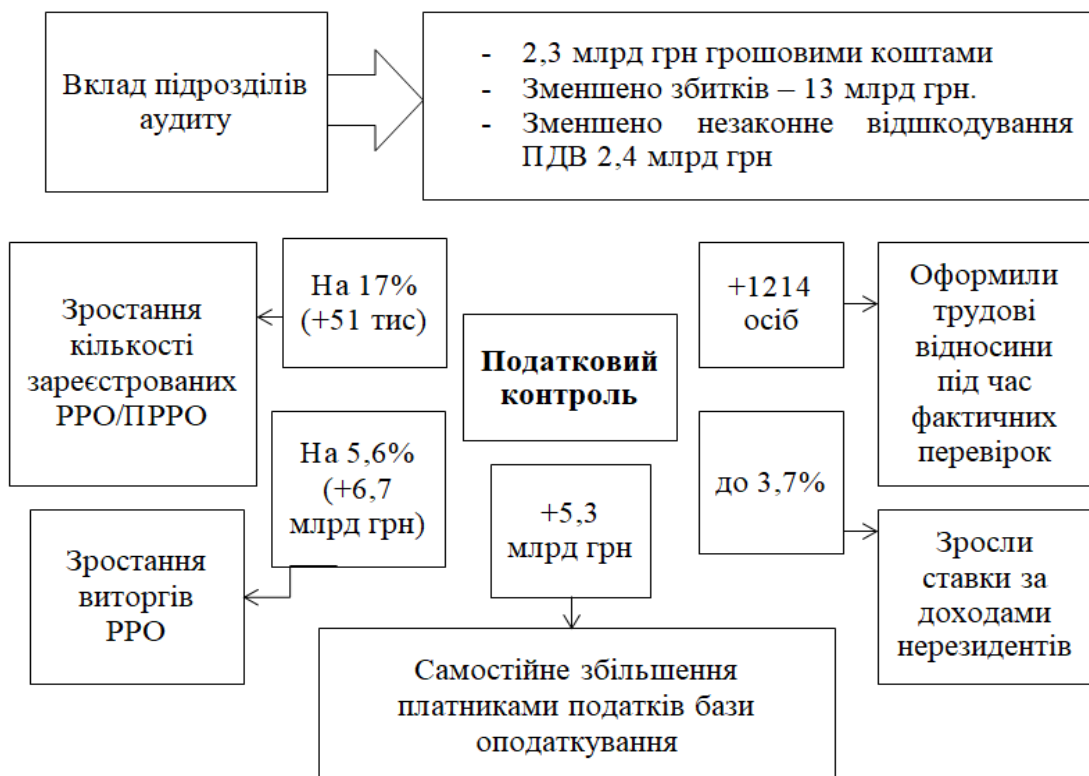 Вклад підрозділів
аудиту
- 2,3 млрд грн грошовими коштами
- Зменшено збитків – 13 млрд грн.
- Зменшено незаконне відшкодування
ПДВ 2,4 млрд грн
Зростання
кількості
зареєстрованих
РРО/ПРРО
На 17%
(+51 тис)
Податковий
контроль
+1214
осіб
Оформили
трудові
відносини
під час
фактичних
перевірок
На 5,6%
(+6,7
млрд грн)
+5,3
млрд грн
до 3,7%
Зростання
виторгів
РРО
Зросли
ставки за
доходами
нерезидентів
Самостійне збільшення
платниками податків бази
оподаткування